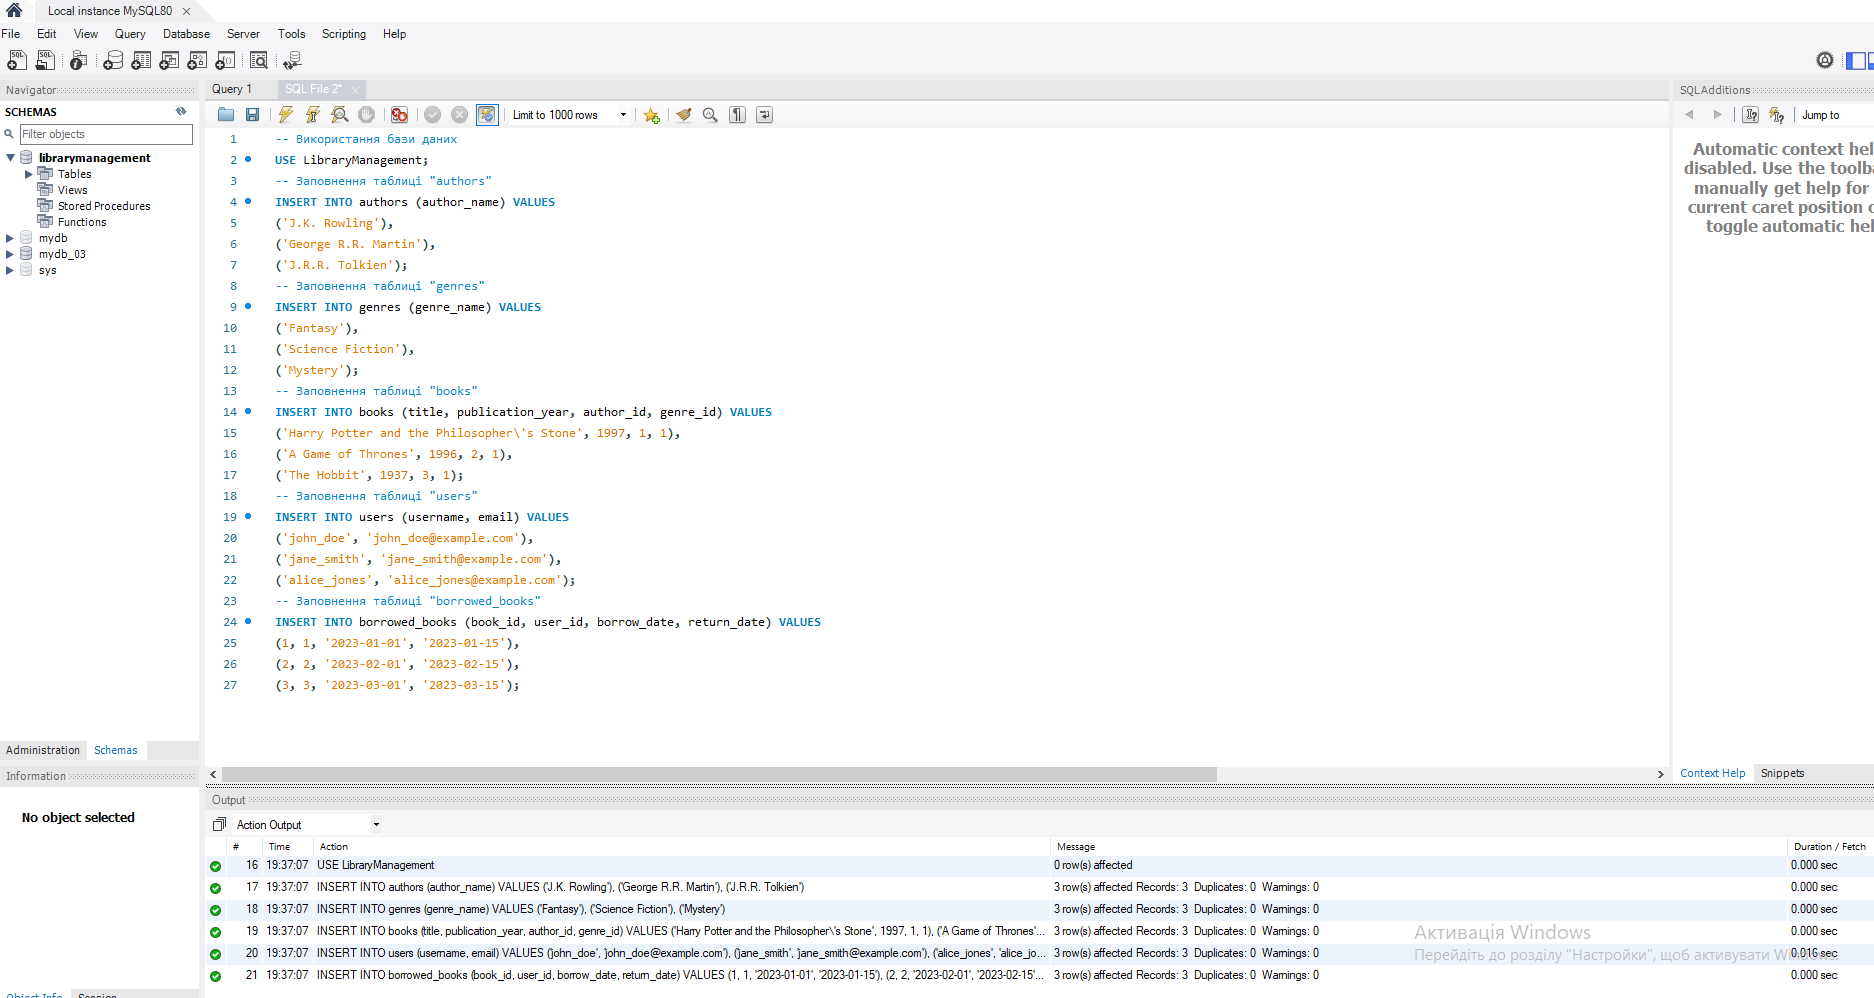 Local instance MySQL80
File Edit View Query Database Server Tools Scripting Help
Navigator
SCHEMAS
Filter objects
librarymanagement
Tables
Views
Stored Procedures
Functions
mydb
mydb_03
sys
Administration Schemas
Information
No object selected
Object Info Session
Query 1 SQL File 2*
Limit to 1000 rows
1 -- Використання бази даних
2 USE LibraryManagement;
3 -- Заповнення таблиці "authors"
4 INSERT INTO authors (author_name) VALUES
5 ('J.K. Rowling'),
6 ('George R.R. Martin'),
7 ('J.R.R. Tolkien');
8 -- Заповнення таблиці "genres"
9 INSERT INTO genres (genre_name) VALUES
10 ('Fantasy'),
11 ('Science Fiction'),
12 ('Mystery');
13 -- Заповнення таблиці "books"
14 INSERT INTO books (title, publication_year, author_id, genre_id) VALUES
15 ('Harry Potter and the Philosopher\'s Stone', 1997, 1, 1),
16 ('A Game of Thrones', 1996, 2, 1),
17 ('The Hobbit', 1937, 3, 1);
18 -- Заповнення таблиці "users"
19 INSERT INTO users (username, email) VALUES
20 ('john_doe', 'john_doe@example.com'),
21 ('jane_smith', 'jane_smith@example.com'),
22 ('alice_jones', 'alice_jones@example.com');
23 -- Заповнення таблиці "borrowed_books"
24 INSERT INTO borrowed_books (book_id, user_id, borrow_date, return_date) VALUES
25 (1, 1, '2023-01-01', '2023-01-15'),
26 (2, 2, '2023-02-01', '2023-02-15'),
27 (3, 3, '2023-03-01', '2023-03-15');
SQLAdditions
Jump to
Automatic context hel
disabled. Use the toolba
manually get help for
current caret position o
toggle automatic hel
Context Help Snippets
Output
Action Output
# Time Action Message Duration / Fetch
16 19:37:07 USE LibraryManagement 0 row(s) affected 0.000 sec
17 19:37:07 INSERT INTO authors (author_name) VALUES ('J.K. Rowling'), ('George R.R. Martin'), ('J.R.R. Tolkien') 3 row(s) affected Records: 3 Duplicates: 0 Warnings: 0 0.000 sec
18 19:37:07 INSERT INTO genres (genre_name) VALUES ('Fantasy'), ('Science Fiction'), ('Mystery') 3 row(s) affected Records: 3 Duplicates: 0 Warnings: 0 0.000 sec
19 19:37:07 INSERT INTO books (title, publication_year, author_id, genre_id) VALUES ('Harry Potter and the Philosopher\'s Stone', 1997, 1, 1), ('A Game of Thrones'... 3 row(s) affected Records: 3 Duplicates: 0 Warnings: 0 0.000 sec
20 19:37:07 INSERT INTO users (username, email) VALUES ('john_doe', 'john_doe@example.com'), ('jane_smith', 'jane_smith@example.com'), ('alice_jones', 'alice_jo... 3 row(s) affected Records: 3 Duplicates: 0 Warnings: 0 0.016 sec
21 19:37:07 INSERT INTO borrowed_books (book_id, user_id, borrow_date, return_date) VALUES (1, 1, '2023-01-01', '2023-01-15'), (2, 2, '2023-02-01', '2023-02-15'... 3 row(s) affected Records: 3 Duplicates: 0 Warnings: 0 0.000 sec
Активація Windows
Перейдіть до розділу "Настройки", щоб активувати Windows.